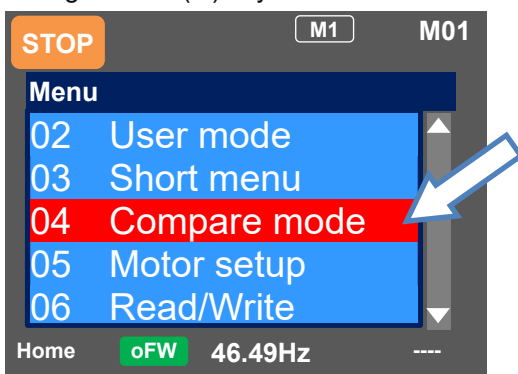 STOP M1 M01
Menu
02 User mode
03 Short menu
04 Compare mode
05 Motor setup
06 Read/Write
Home oFW 46.49Hz ----